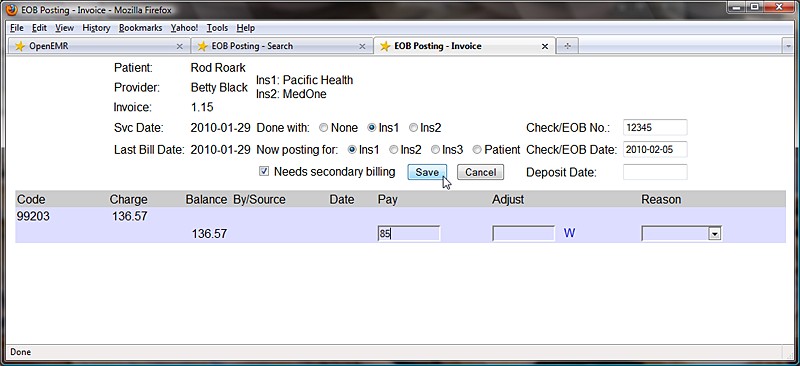 EOB Posting - Invoice - Mozilla Firefox
File Edit View History Bookmarks Yahoo! Tools Help
OpenEMR EOB Posting - Search EOB Posting - Invoice
Patient: Rod Roark
Provider: Betty Black
Ins1: Pacific Health
Ins2: MedOne
Invoice: 1.15
Svc Date: 2010-01-29 Done with: None Ins1 Ins2 Check/EOB No.: 12345
Last Bill Date: 2010-01-29 Now posting for: Ins1 Ins2 Ins3 Patient Check/EOB Date: 2010-02-05
Needs secondary billing Save Cancel Deposit Date:
Code Charge Balance By/Source Date Pay Adjust Reason
99203 136.57
136.57 85 W
Done